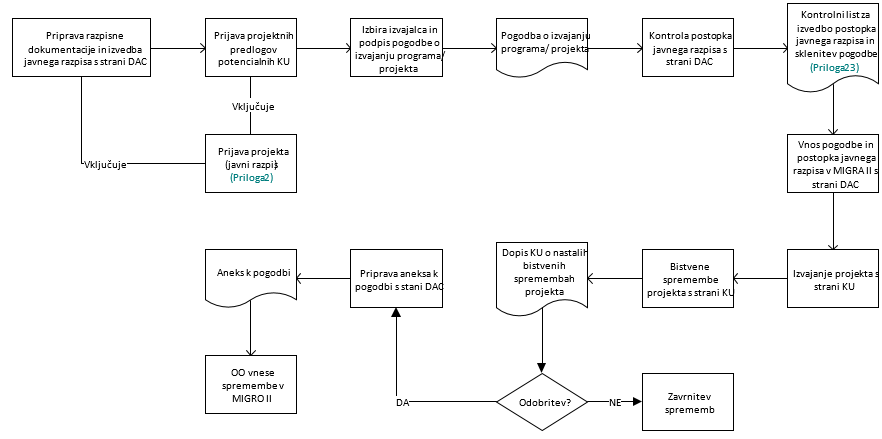 Priprava razpisne
dokumentacije in izvedba
javnega razpisa s strani DAC
Prijava projektnih
predlogov
potencialnih KU
Izbira izvajalca in
podpis pogodbe o
izvajanju programa/
projekta
Pogodba o izvajanju
programa/ projekta
Kontrola postopka
javnega razpisa s
strani DAC
Kontrolni list za
izvedbo postopka
javnega razpisa in
sklenitev pogodbe
(Priloga23)
Vključuje
Vključuje
Prijava projekta
(javni razpis)
(Priloga2)
Vnos pogodbe in
postopka javnega
razpisa v MIGRA II s
strani DAC
Aneks k pogodbi
Priprava aneksa k
pogodbi s stani DAC
Dopis KU o nastalih
bistvenih
spremembah
projekta
Bistvene
spremembe
projekta s strani KU
Izvajanje projekta s
strani KU
OO vnese
spremembe v
MIGRO II
DA
Odobritev?
NE
Zavrnitev
sprememb